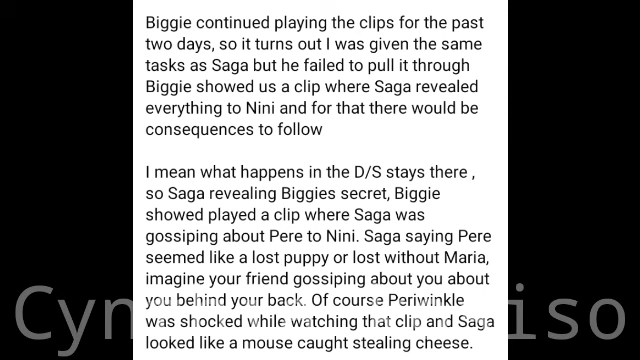 Biggie continued playing the clips for the past
two days, so it turns out I was given the same
tasks as Saga but he failed to pull it through
Biggie showed us a clip where Saga revealed
everything to Nini and for that there would be
consequences to follow
I mean what happens in the D/S stays there ,
so Saga revealing Biggies secret, Biggie
showed played a clip where Saga was
gossiping about Pere to Nini. Saga saying Pere
seemed like a lost puppy or lost without Maria,
imagine your friend gossiping about you about
you behind your back. Of course Periwinkle
was shocked while watching that clip and Saga
looked like a mouse caught stealing cheese.